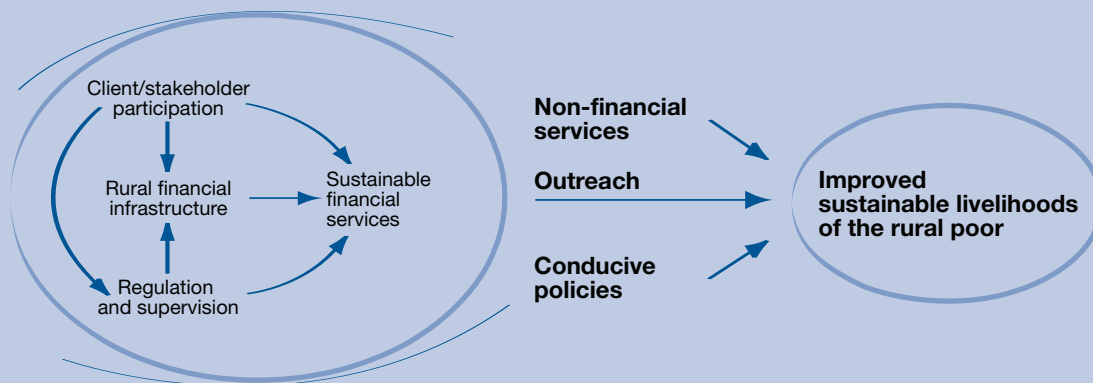 Client/stakeholder
participation
Rural financial
infrastructure
Regulation
and supervision
Sustainable
financial
services
Non-financial
services
Outreach
Conducive
policies
Improved
sustainable livelihoods
of the rural poor